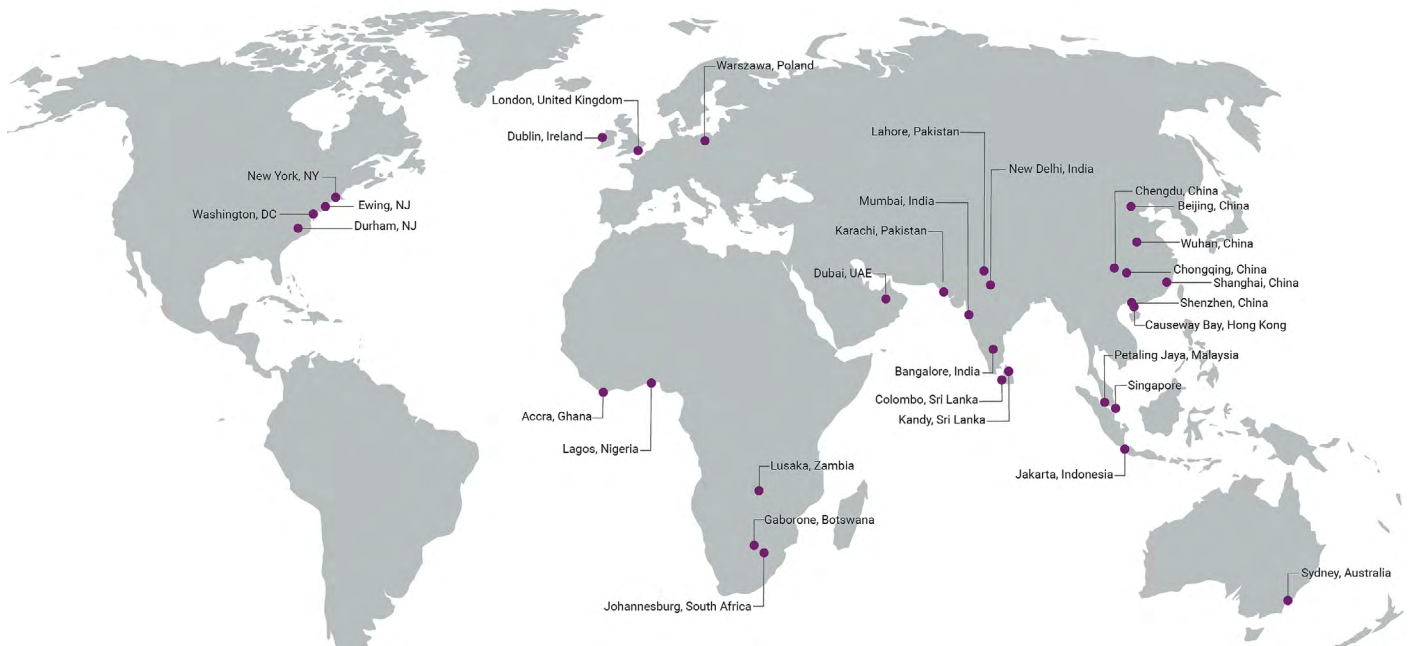 Warszawa, Poland
London, United Kingdom
Dublin, Ireland
Lahore, Pakistan
New Delhi, India
New York, NY
Chengdu, China
Ewing, NJ
Mumbai, India
Beijing, China
Washington, DC
Durham, NJ
Karachi, Pakistan
Wuhan, China
Dubai, UAE
Chongqing, China
Shanghai, China
Shenzhen, China
Causeway Bay, Hong Kong
Petaling Jaya, Malaysia
Bangalore, India
Singapore
Colombo, Sri Lanka
Accra, Ghana
Kandy, Sri Lanka
Lagos, Nigeria
Lusaka, Zambia
Jakarta, Indonesia
Gaborone, Botswana
Sydney, Australia
Johannesburg, South Africa